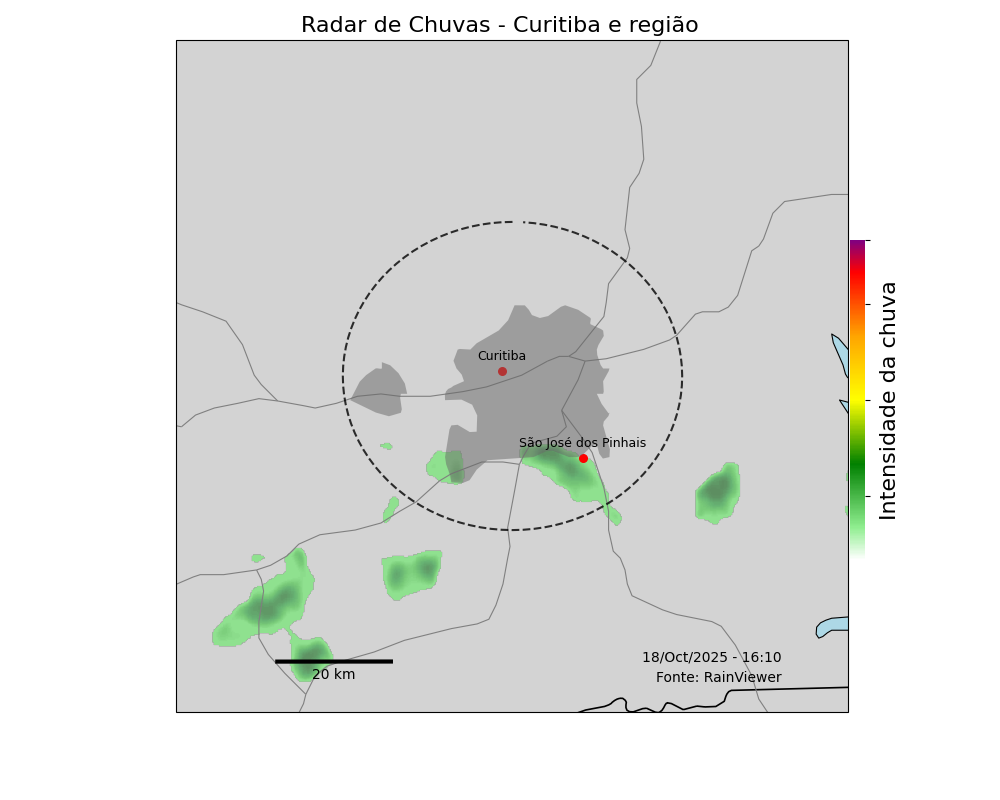 Radar de Chuvas - Curitiba e região
Curitiba
São José dos Pinhais
Intensidade da chuva
18/Oct/2025 - 16:10
Fonte: RainViewer
20 km